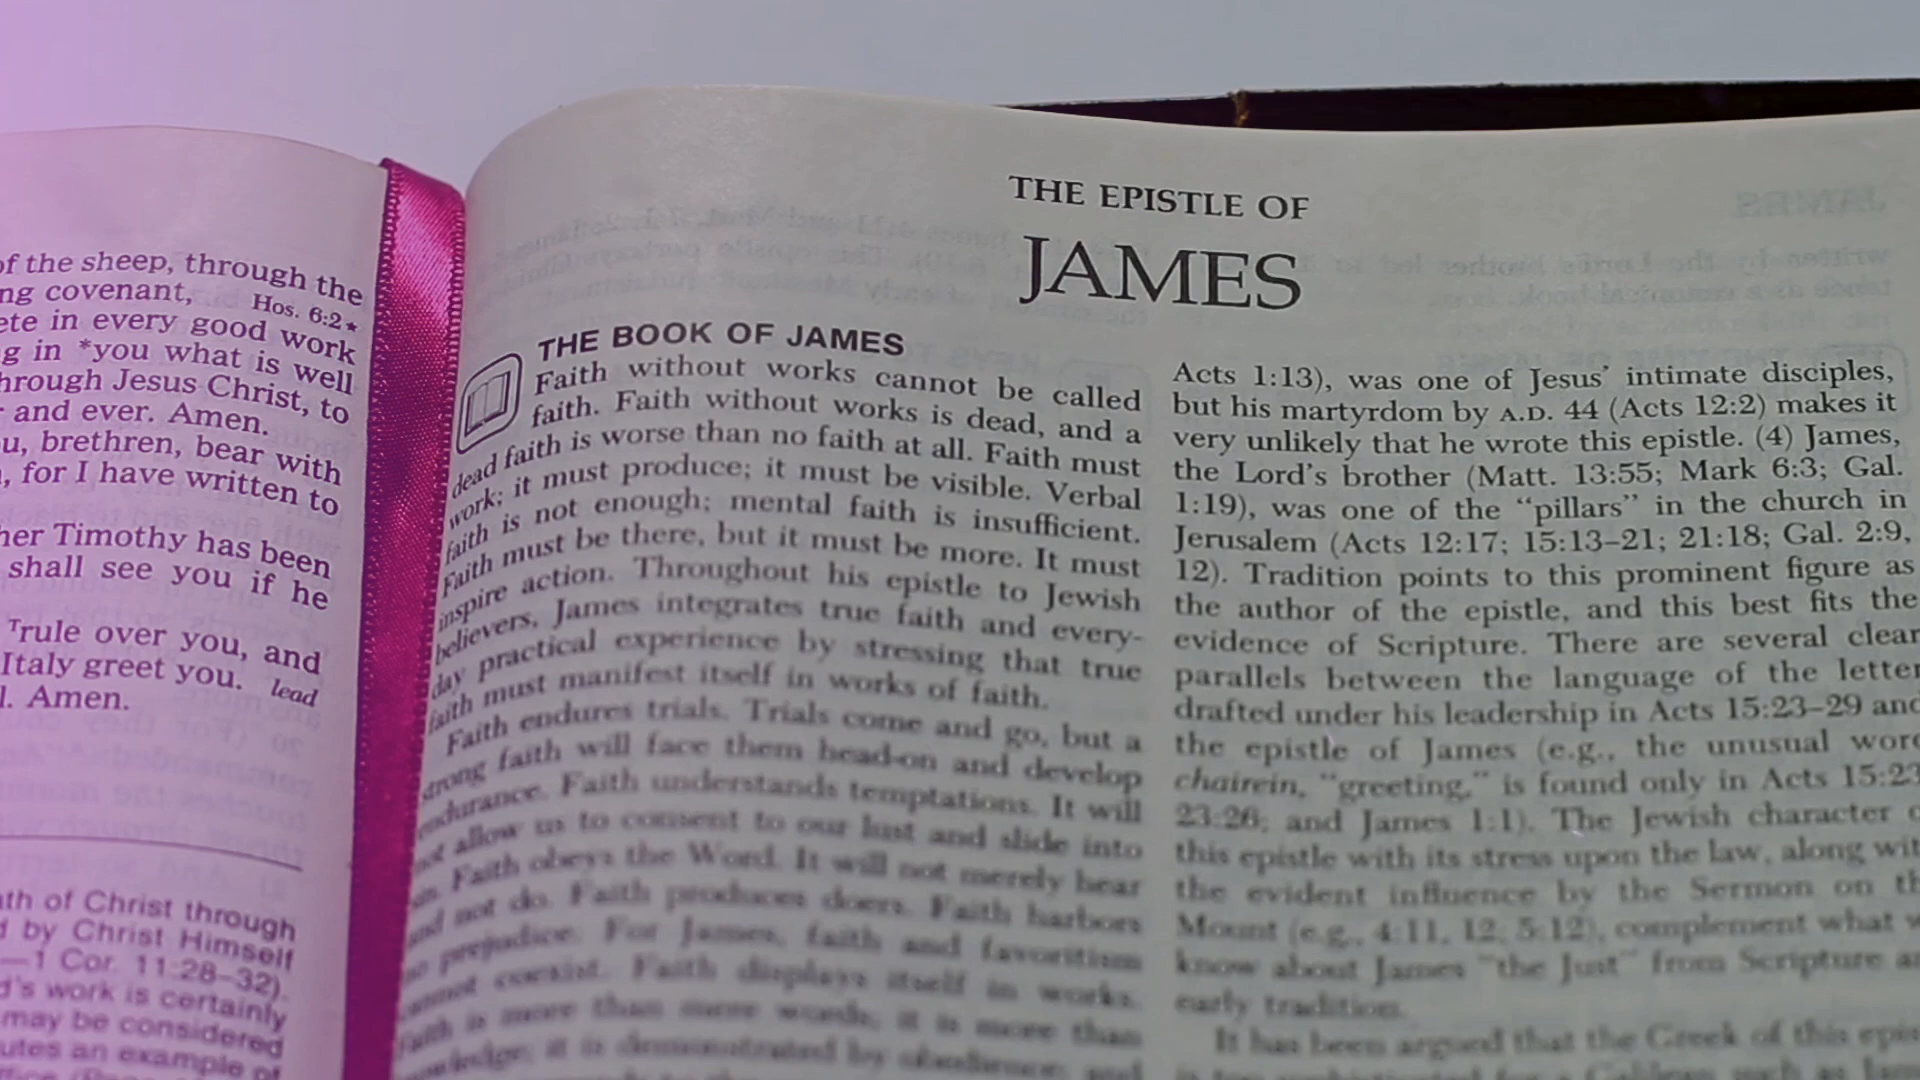 of the sheep, through the
ng covenant, Hos. 6:2★
ete in every good work
g in *you what is well
hrough Jesus Christ, to
and ever. Amen.
u, brethren, bear with
, for I have written to
her Timothy has been
shall see you if he
ᵀrule over you, and
Italy greet you. lead
l. Amen.
th of Christ through
d by Christ Himself
—1 Cor. 11:28–32).
d's work is certainly
may be considered
utes an example of
THE EPISTLE OF
JAMES
THE BOOK OF JAMES
Faith without works cannot be called
faith. Faith without works is dead, and a
dead faith is worse than no faith at all. Faith must
work; it must produce; it must be visible. Verbal
faith is not enough; mental faith is insufficient.
Faith must be there, but it must be more. It must
inspire action. Throughout his epistle to Jewish
believers, James integrates true faith and every-
day practical experience by stressing that true
faith must manifest itself in works of faith.
Faith endures trials. Trials come and go, but a
strong faith will face them head-on and develop
endurance. Faith understands temptations. It will
not allow us to consent to our lust and slide into
Faith obeys the Word. It will not merely hear
and not do. Faith produces doers. Faith harbors
no prejudice. For James, faith and favoritism
cannot coexist. Faith displays itself in works.
Faith is more than mere words; it is more than
it is demonstrated by obedience; and
Acts 1:13), was one of Jesus' intimate disciples,
but his martyrdom by A.D. 44 (Acts 12:2) makes it
very unlikely that he wrote this epistle. (4) James,
the Lord's brother (Matt. 13:55; Mark 6:3; Gal.
1:19), was one of the "pillars" in the church in
Jerusalem (Acts 12:17; 15:13–21; 21:18; Gal. 2:9,
12). Tradition points to this prominent figure as
the author of the epistle, and this best fits the
evidence of Scripture. There are several clear
parallels between the language of the letter
drafted under his leadership in Acts 15:23–29 and
the epistle of James (e.g., the unusual word
chairein, "greeting," is found only in Acts 15:23
23:26; and James 1:1). The Jewish character o
this epistle with its stress upon the law, along wit
the evident influence by the Sermon on th
Mount (e.g., 4:11, 12; 5:12), complement what w
know about James "the Just" from Scripture an
early tradition.
It has been argued that the Greek of this epis